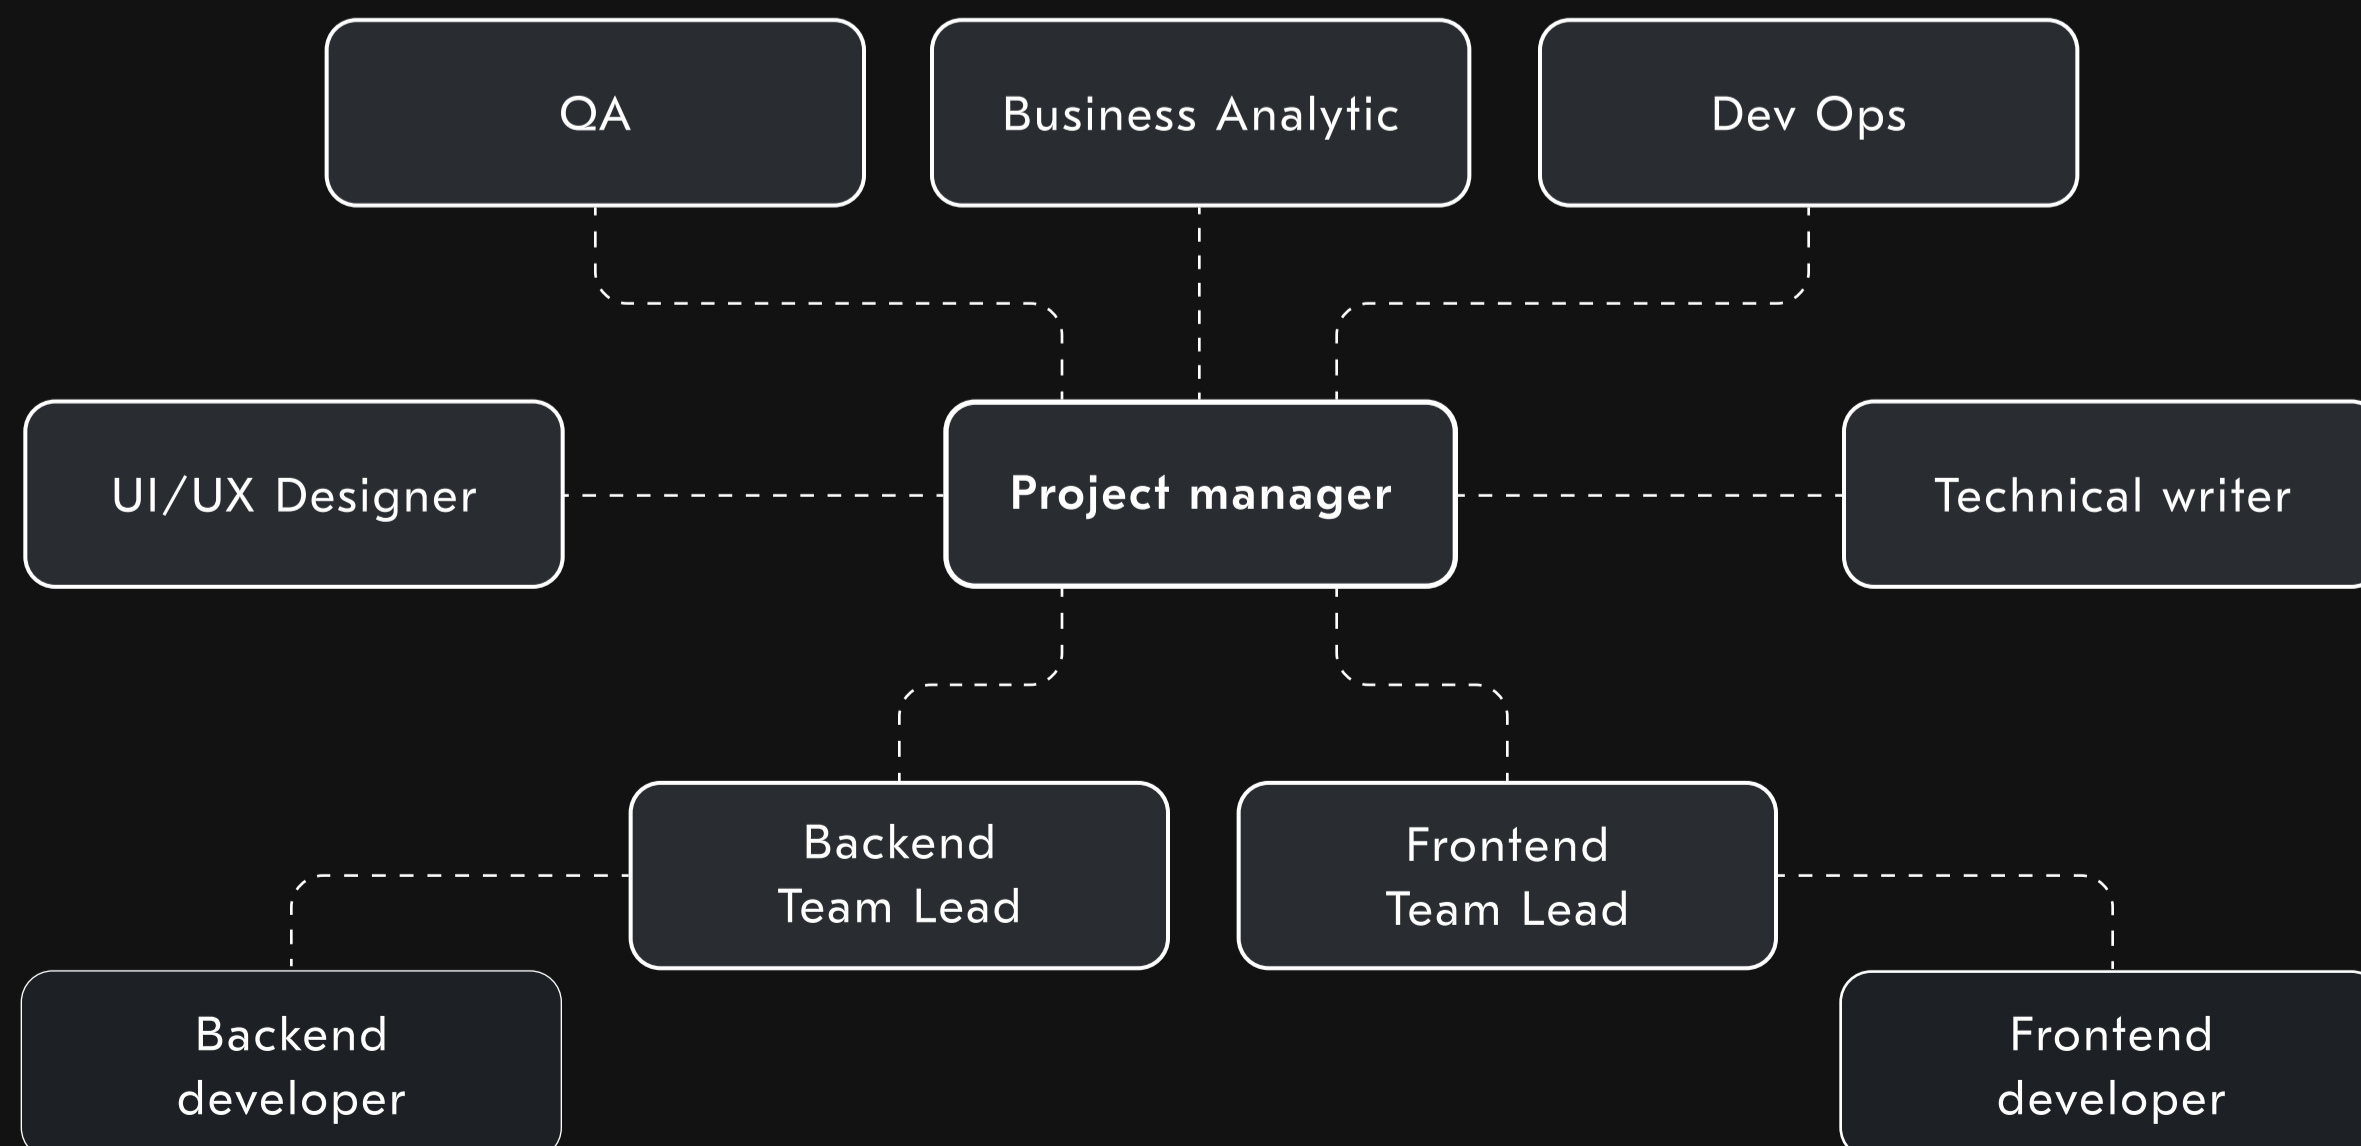 QA
Business Analytic
Dev Ops
UI/UX Designer
Project manager
Technical writer
Backend
Team Lead
Frontend
Team Lead
Backend
developer
Frontend
developer